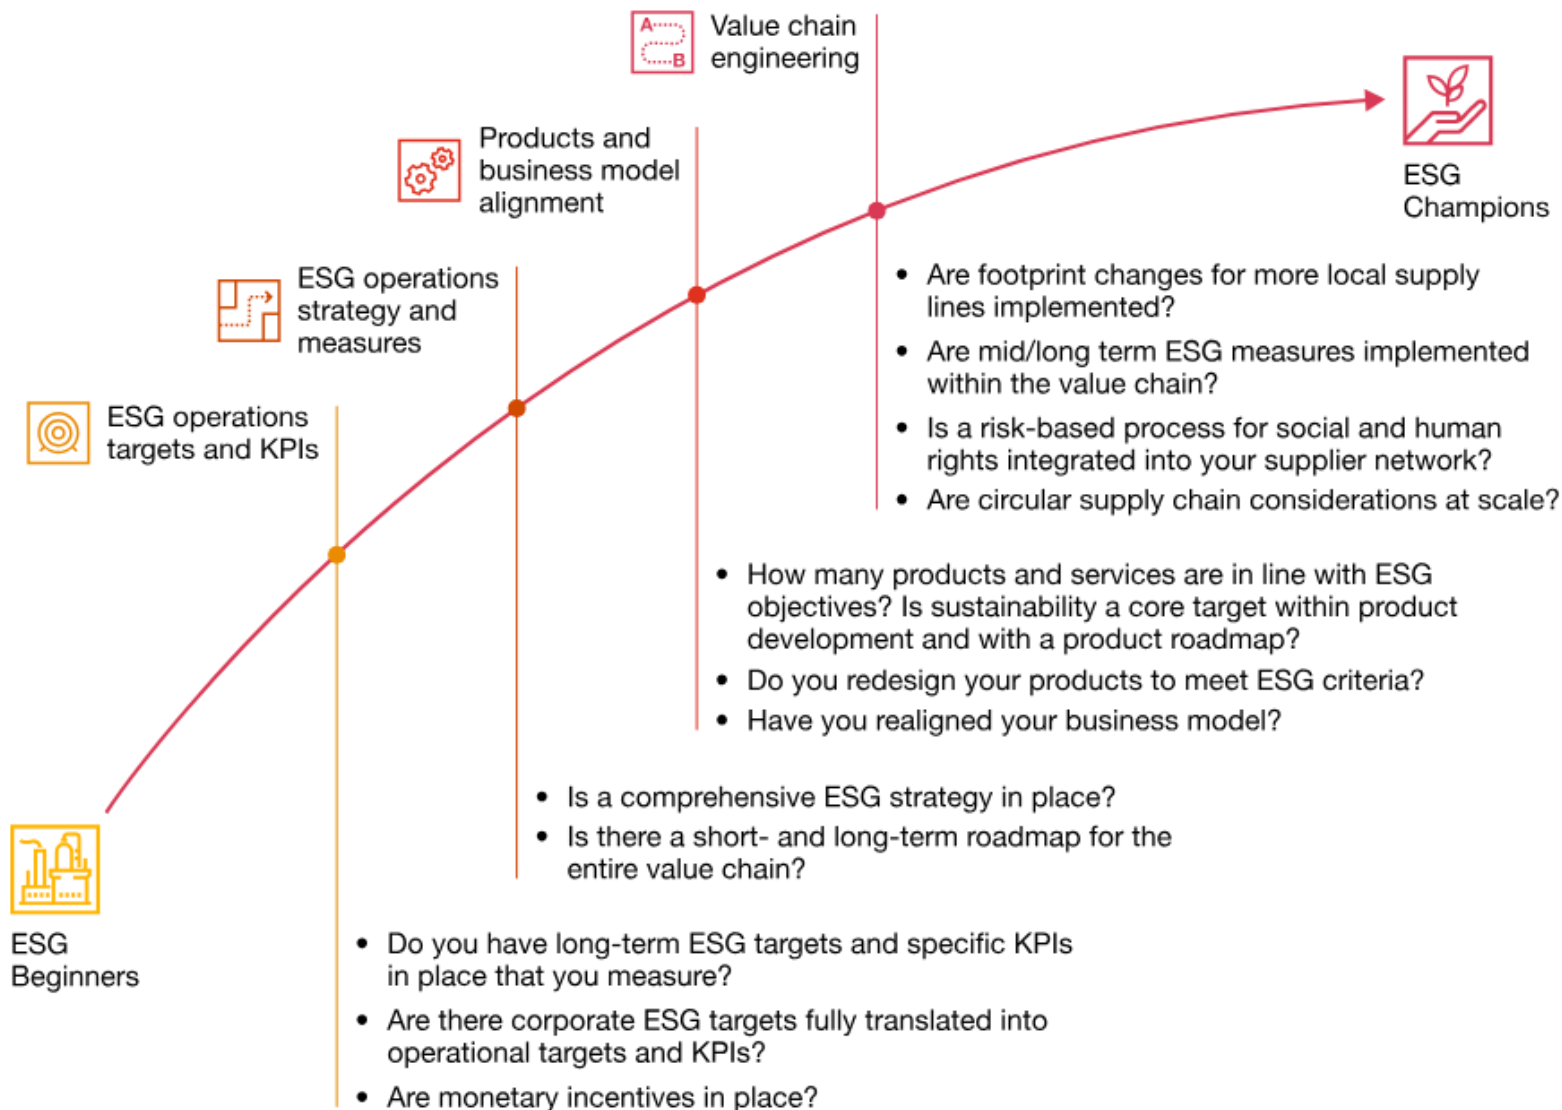 A
B
Value chain
engineering
Products and
business model
alignment
ESG operations
strategy and
measures
ESG operations
targets and KPIs
ESG
Champions
ESG
Beginners
• Are footprint changes for more local supply
lines implemented?
• Are mid/long term ESG measures implemented
within the value chain?
• Is a risk-based process for social and human
rights integrated into your supplier network?
• Are circular supply chain considerations at scale?
• How many products and services are in line with ESG
objectives? Is sustainability a core target within product
development and with a product roadmap?
• Do you redesign your products to meet ESG criteria?
• Have you realigned your business model?
• Is a comprehensive ESG strategy in place?
• Is there a short- and long-term roadmap for the
entire value chain?
• Do you have long-term ESG targets and specific KPIs
in place that you measure?
• Are there corporate ESG targets fully translated into
operational targets and KPIs?
• Are monetary incentives in place?